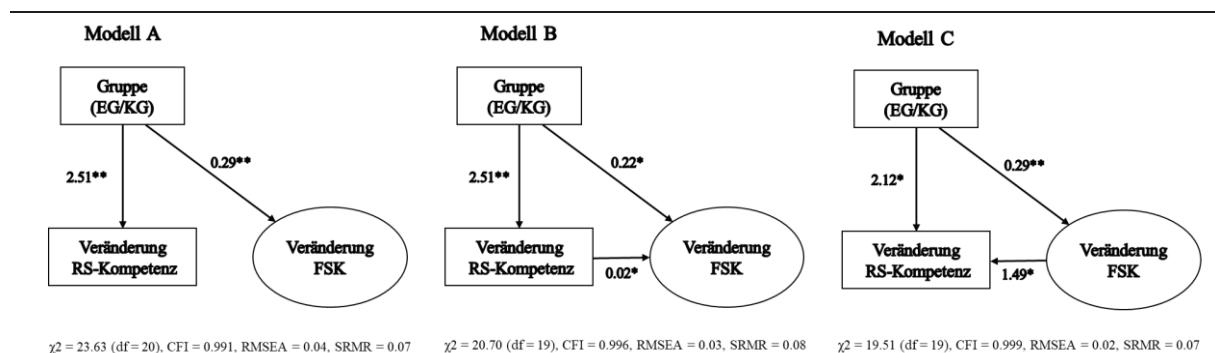 Modell A
Gruppe
(EG/KG)
2.51**
0.29**
Veränderung
RS-Kompetenz
Veränderung
FSK
χ2 = 23.63 (df = 20), CFI = 0.991, RMSEA = 0.04, SRMR = 0.07
Modell B
Gruppe
(EG/KG)
2.51**
0.22*
Veränderung
RS-Kompetenz
0.02*
Veränderung
FSK
χ2 = 20.70 (df = 19), CFI = 0.996, RMSEA = 0.03, SRMR = 0.08
Modell C
Gruppe
(EG/KG)
2.12*
0.29**
Veränderung
RS-Kompetenz
1.49*
Veränderung
FSK
χ2 = 19.51 (df = 19), CFI = 0.999, RMSEA = 0.02, SRMR = 0.07